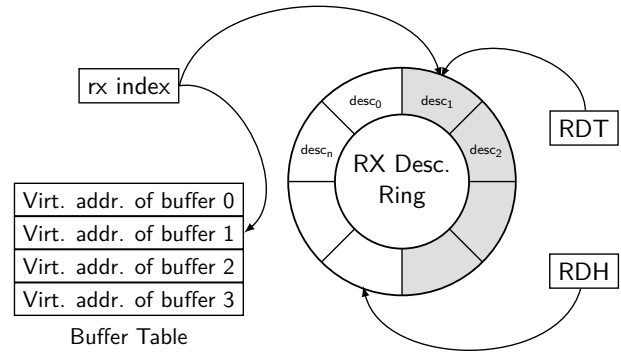 rx index
desc0
desc1
descn
desc2
RX Desc.
Ring
RDT
RDH
Virt. addr. of buffer 0
Virt. addr. of buffer 1
Virt. addr. of buffer 2
Virt. addr. of buffer 3
Buffer Table